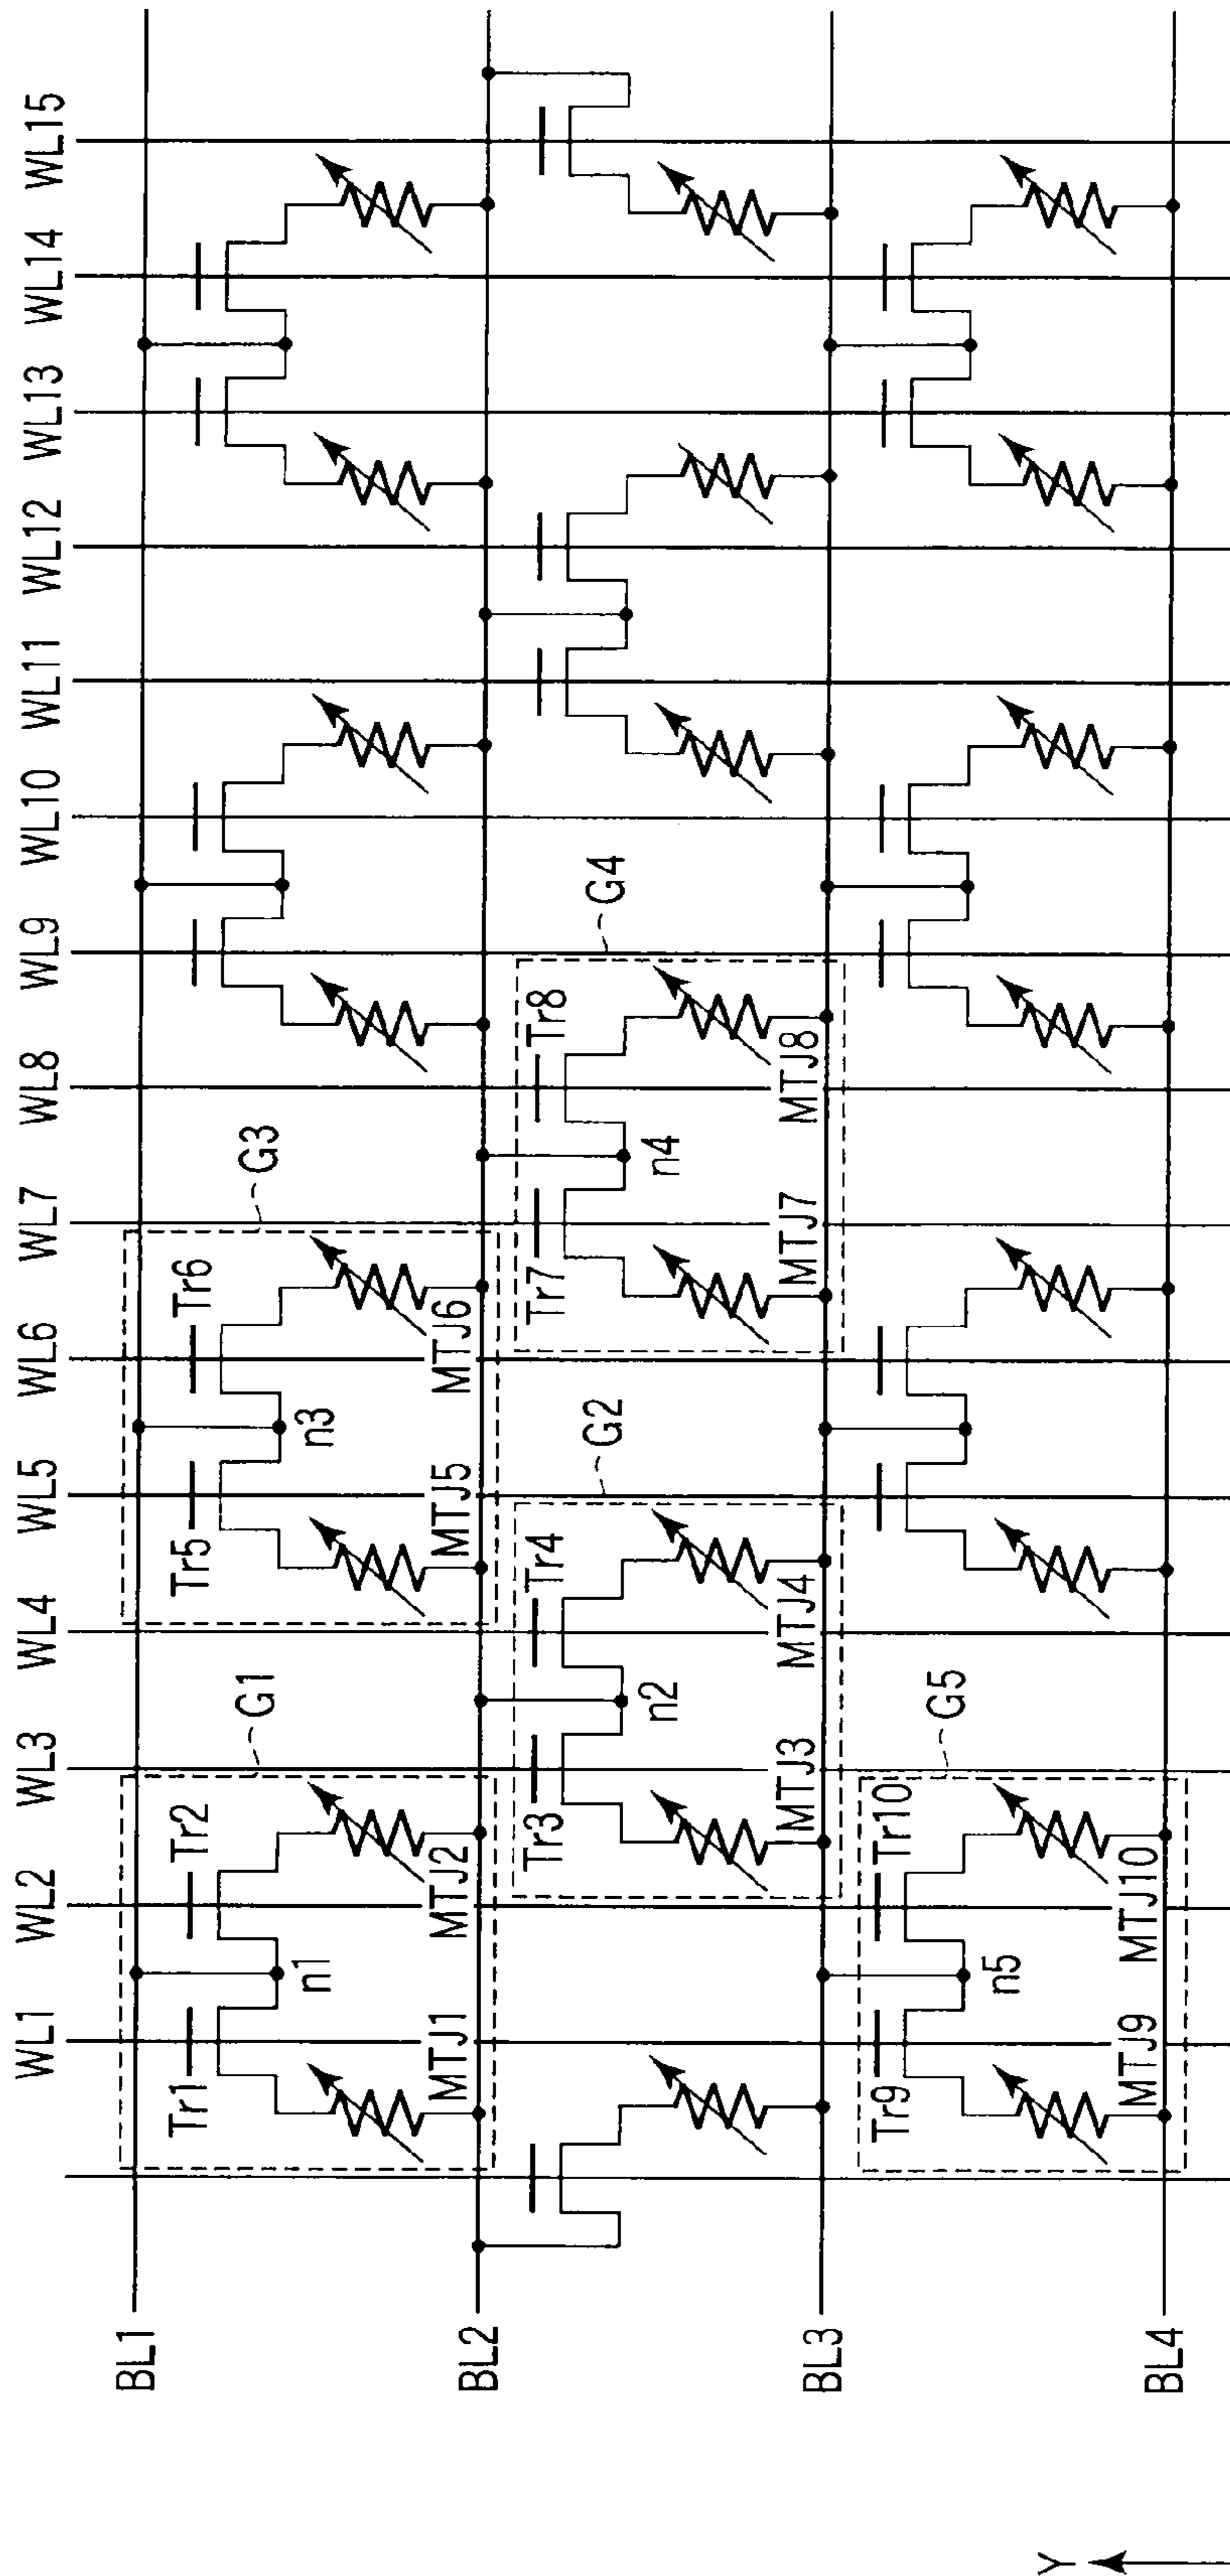 WL1 WL2 WL3 WL4 WL5 WL6 WL7 WL8 WL9 WL10 WL11 WL12 WL13 WL14 WL15
G1 G3
BL1
Tr1 Tr2 Tr5 Tr6
n1 n3
MTJ1 MTJ2 MTJ5 MTJ6
BL2
G2 G4
Tr3 Tr4 Tr7 Tr8
n2 n4
MTJ3 MTJ4 MTJ7 MTJ8
BL3
G5
Tr9 Tr10
n5
MTJ9 MTJ10
BL4
Y